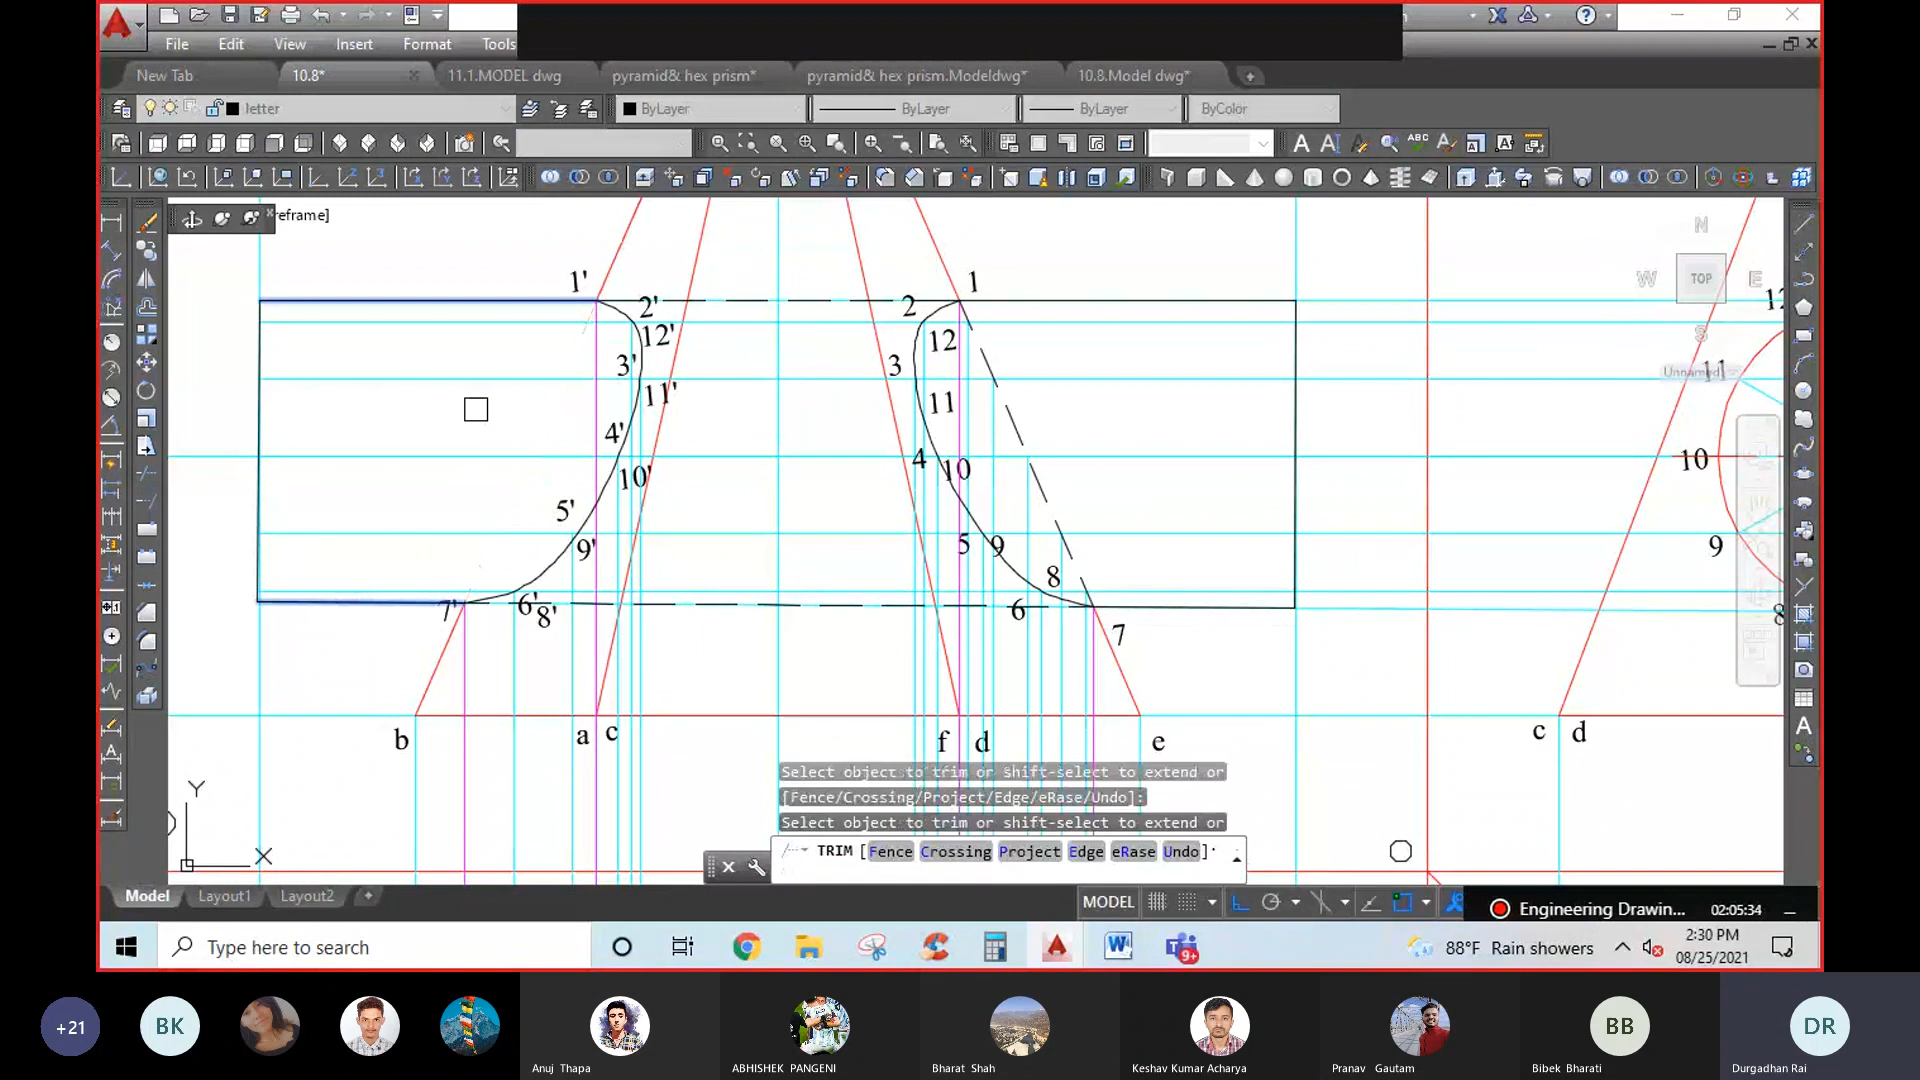 File Edit View Insert Format Tools
New Tab 10.8* 11.1.MODEL dwg pyramid& hex prism* pyramid& hex prism.Modeldwg* 10.8.Model dwg*
letter ByLayer ByLayer ByLayer ByColor
reframe]
N
W TOP E
S
Unnamed
1' 2' 2 1
12' 12
3' 3 11
11' 11
4' 4 10
10' 10
5' 5 9 9
9'
8
7' 6' 8' 6 8
7
b a c f d e c d
Y
X
Select object to trim or shift-select to extend or
[Fence/Crossing/Project/Edge/eRase/Undo]:
Select object to trim or shift-select to extend or
TRIM [Fence Crossing Project Edge eRase Undo]:
Model Layout1 Layout2
MODEL
Engineering Drawin... 02:05:34
Type here to search
9+
88°F Rain showers
2:30 PM
08/25/2021
+21 BK BB DR
Anuj Thapa ABHISHEK PANGENI Bharat Shah Keshav Kumar Acharya Pranav Gautam Bibek Bharati Durgadhan Rai